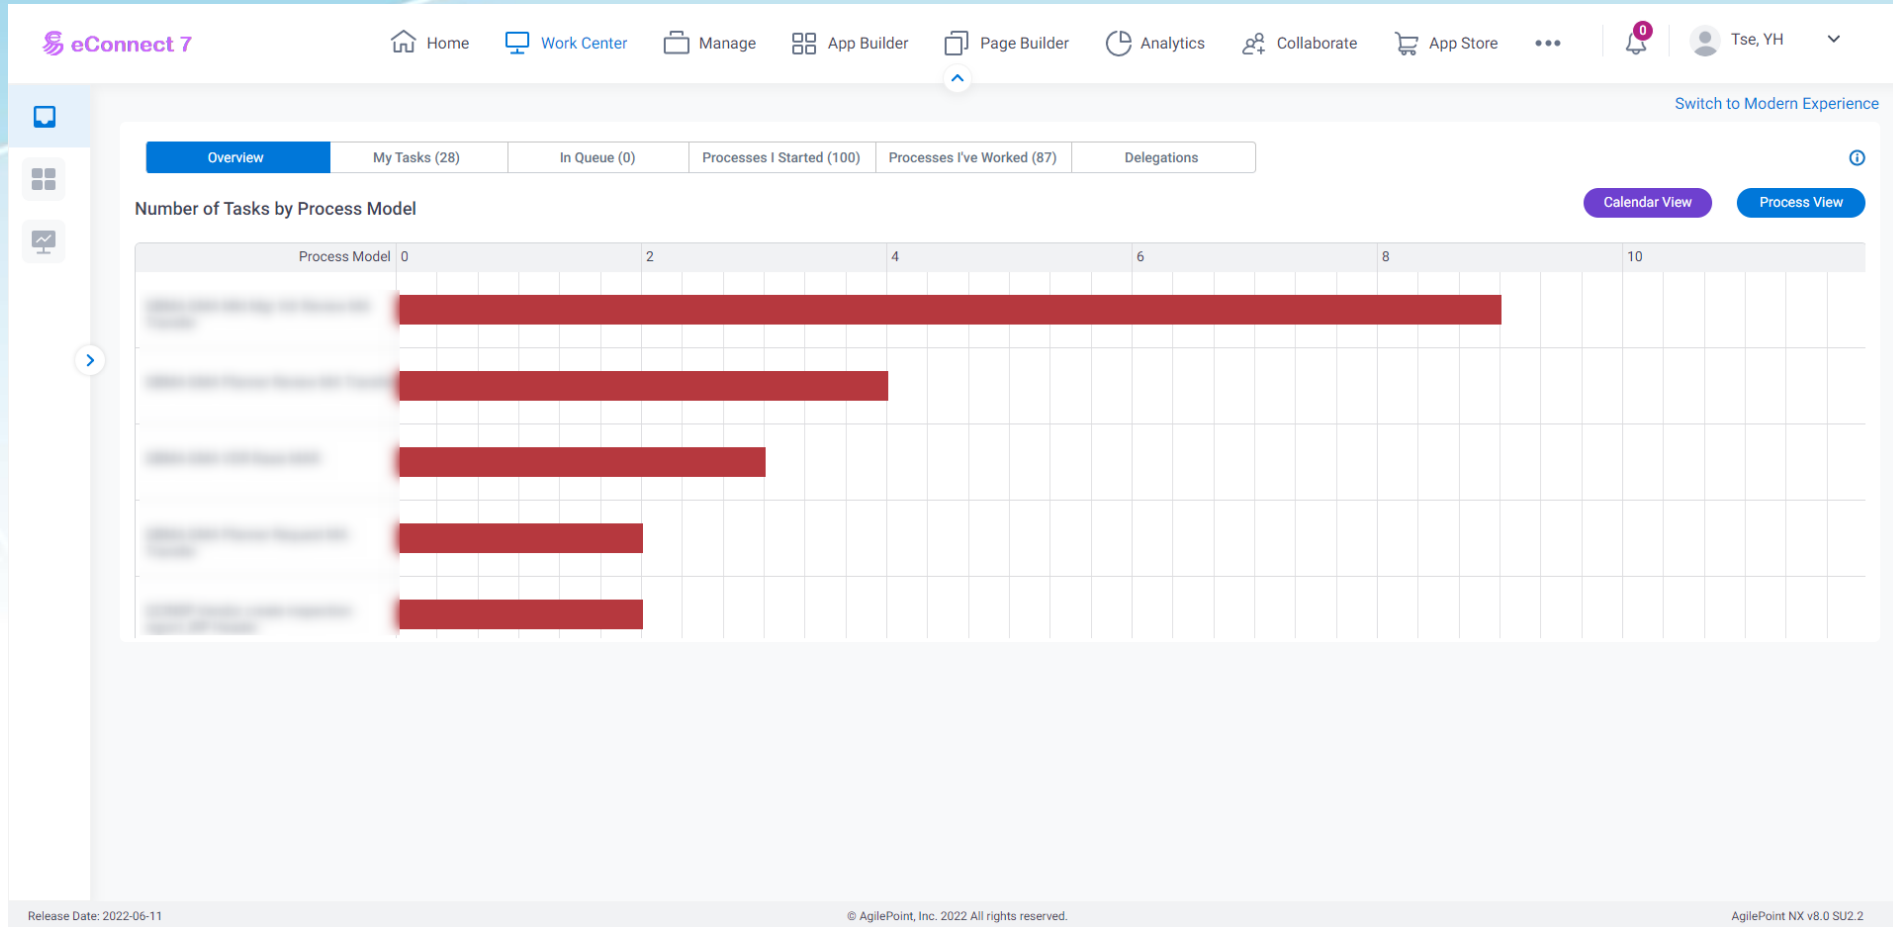 eConnect 7
Home
Work Center
Manage
App Builder
Page Builder
Analytics
Collaborate
App Store
0
Tse, YH
Switch to Modern Experience
Overview
My Tasks (28)
In Queue (0)
Processes I Started (100)
Processes I've Worked (87)
Delegations
Number of Tasks by Process Model
Calendar View
Process View
Process Model
0
2
4
6
8
10
Release Date: 2022-06-11
© AgilePoint, Inc. 2022 All rights reserved.
AgilePoint NX v8.0 SU2.2